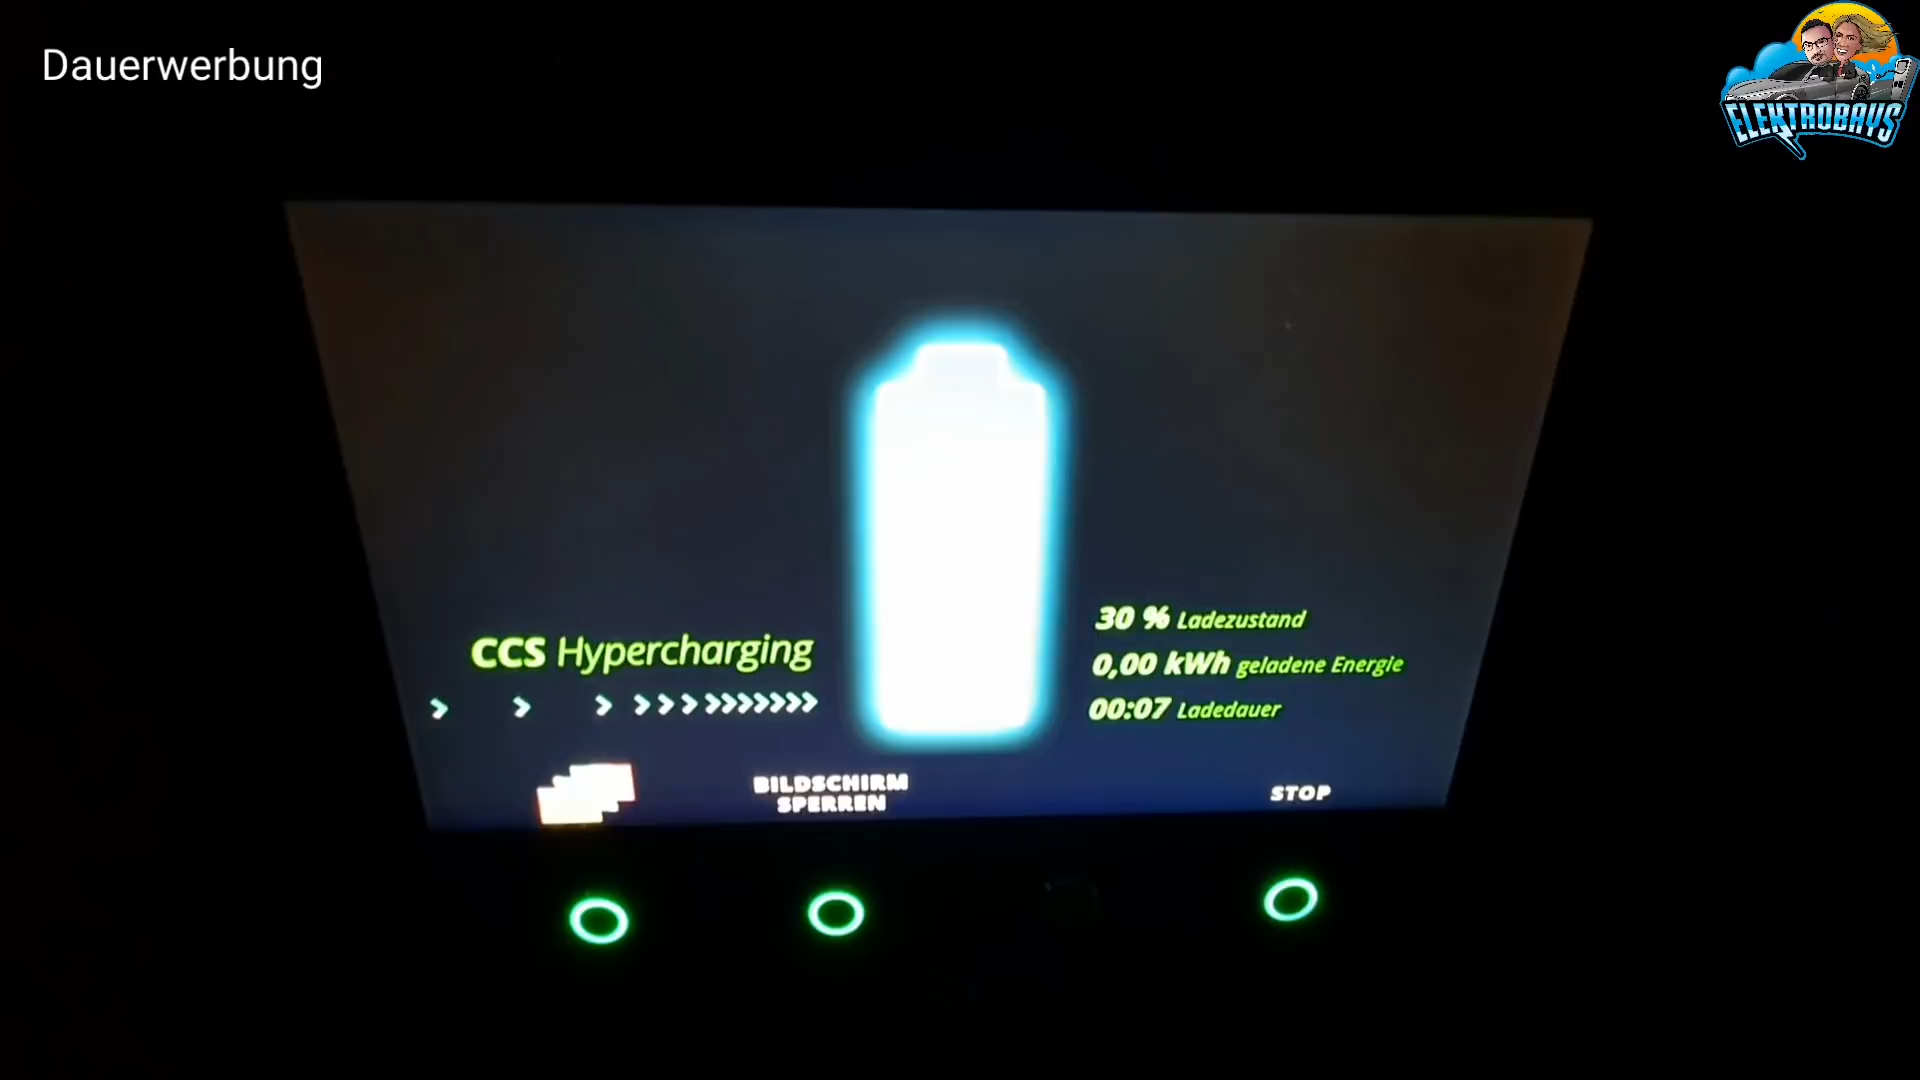 Dauerwerbung
ELEKTROBAYS
CCS Hypercharging
30 % Ladezustand
0,00 kWh geladene Energie
00:07 Ladedauer
BILDSCHIRM
SPERREN
STOP